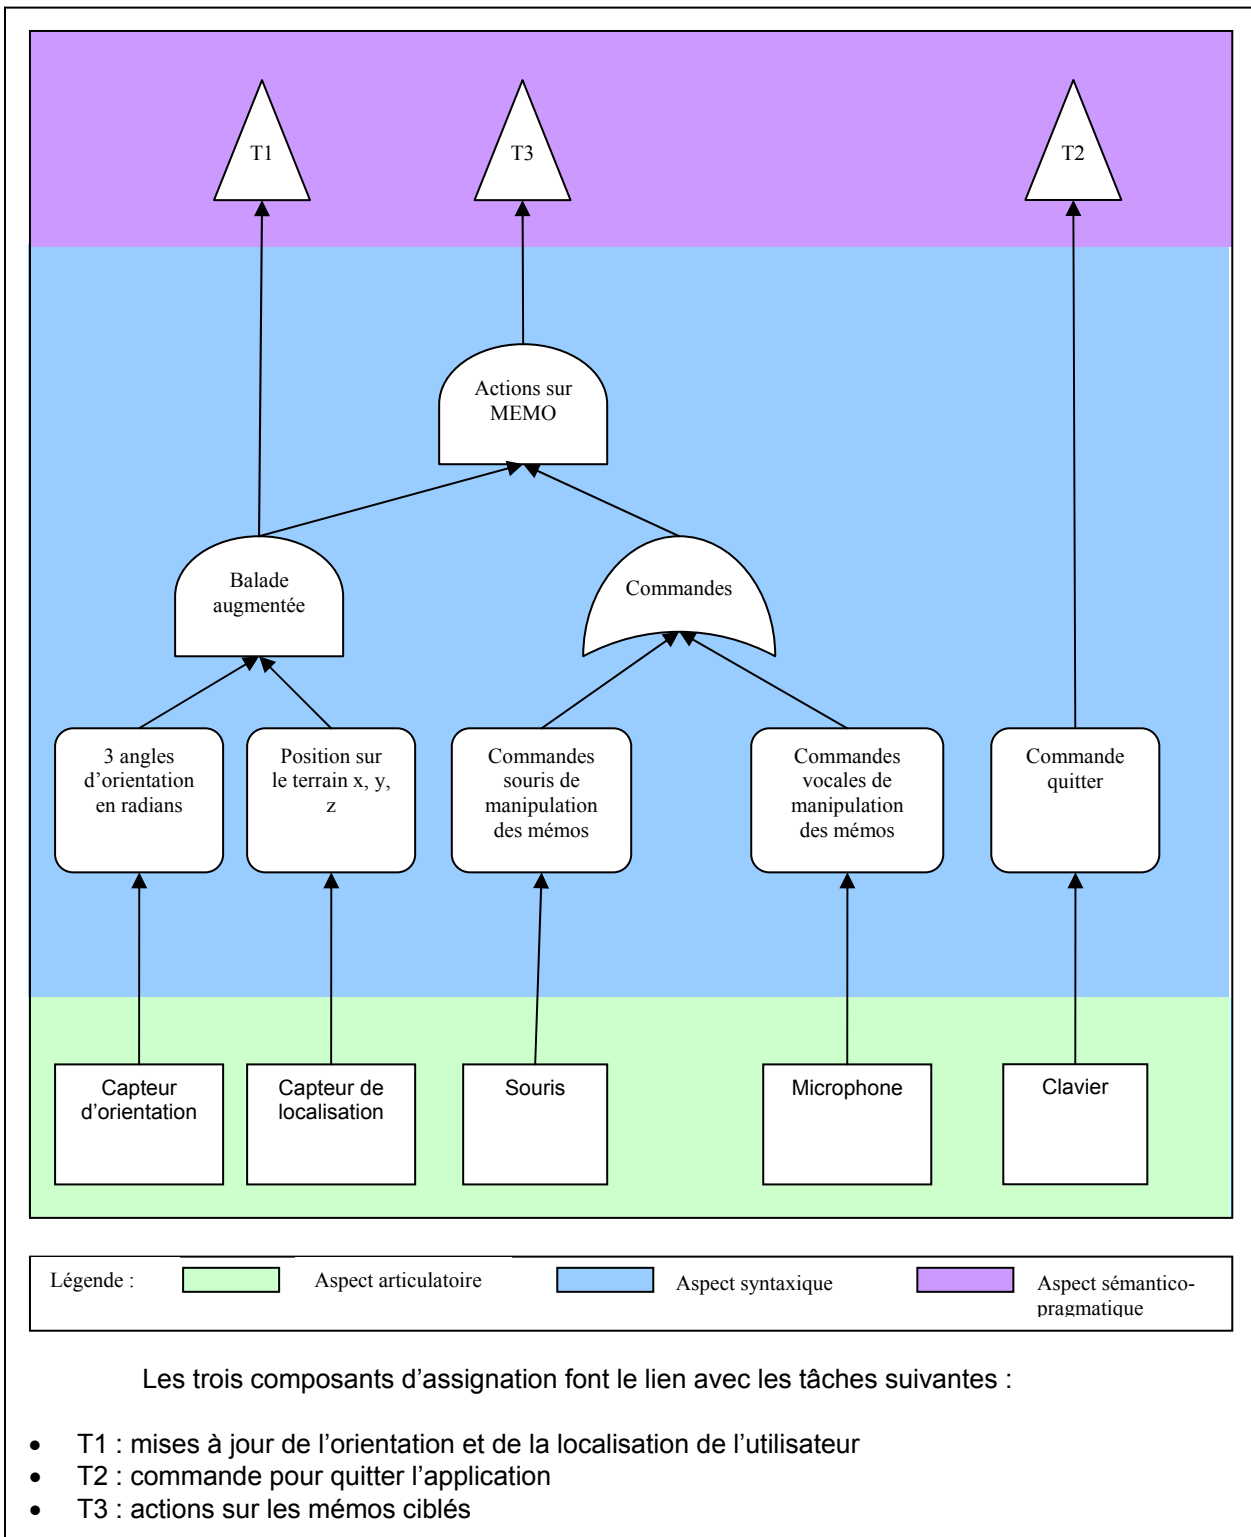 T1
T3
T2
Actions sur
MEMO
Balade
augmentée
Commandes
3 angles
d’orientation
en radians
Position sur
le terrain x, y,
z
Commandes
souris de
manipulation
des mémos
Commandes
vocales de
manipulation
des mémos
Commande
quitter
Capteur
d’orientation
Capteur de
localisation
Souris
Microphone
Clavier
Légende :
Aspect articulatoire
Aspect syntaxique
Aspect sémantico-
pragmatique
Les trois composants d’assignation font le lien avec les tâches suivantes :
• T1 : mises à jour de l’orientation et de la localisation de l’utilisateur
• T2 : commande pour quitter l’application
• T3 : actions sur les mémos ciblés